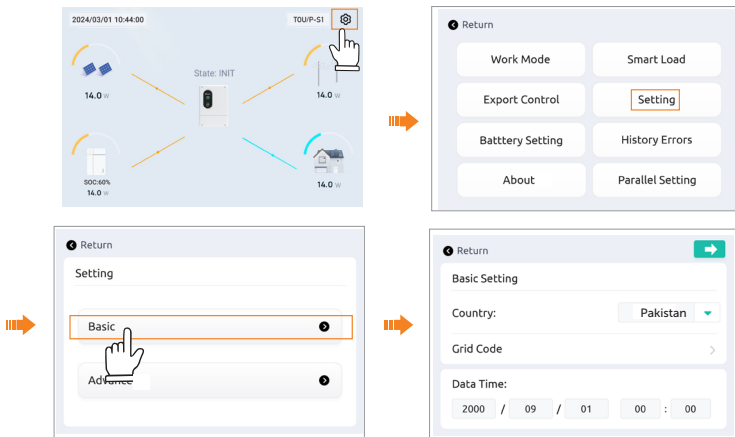 2024/03/01 10:44:00 TOU/P-S1
State: INIT
14.0 w 14.0 w
SOC:60%
14.0 w 14.0 w
Return
Work Mode Smart Load
Export Control Setting
Batttery Setting History Errors
About Parallel Setting
Return
Setting
Basic
Advance
Return
Basic Setting
Country: Pakistan
Grid Code
Data Time:
2000 / 09 / 01 00 : 00